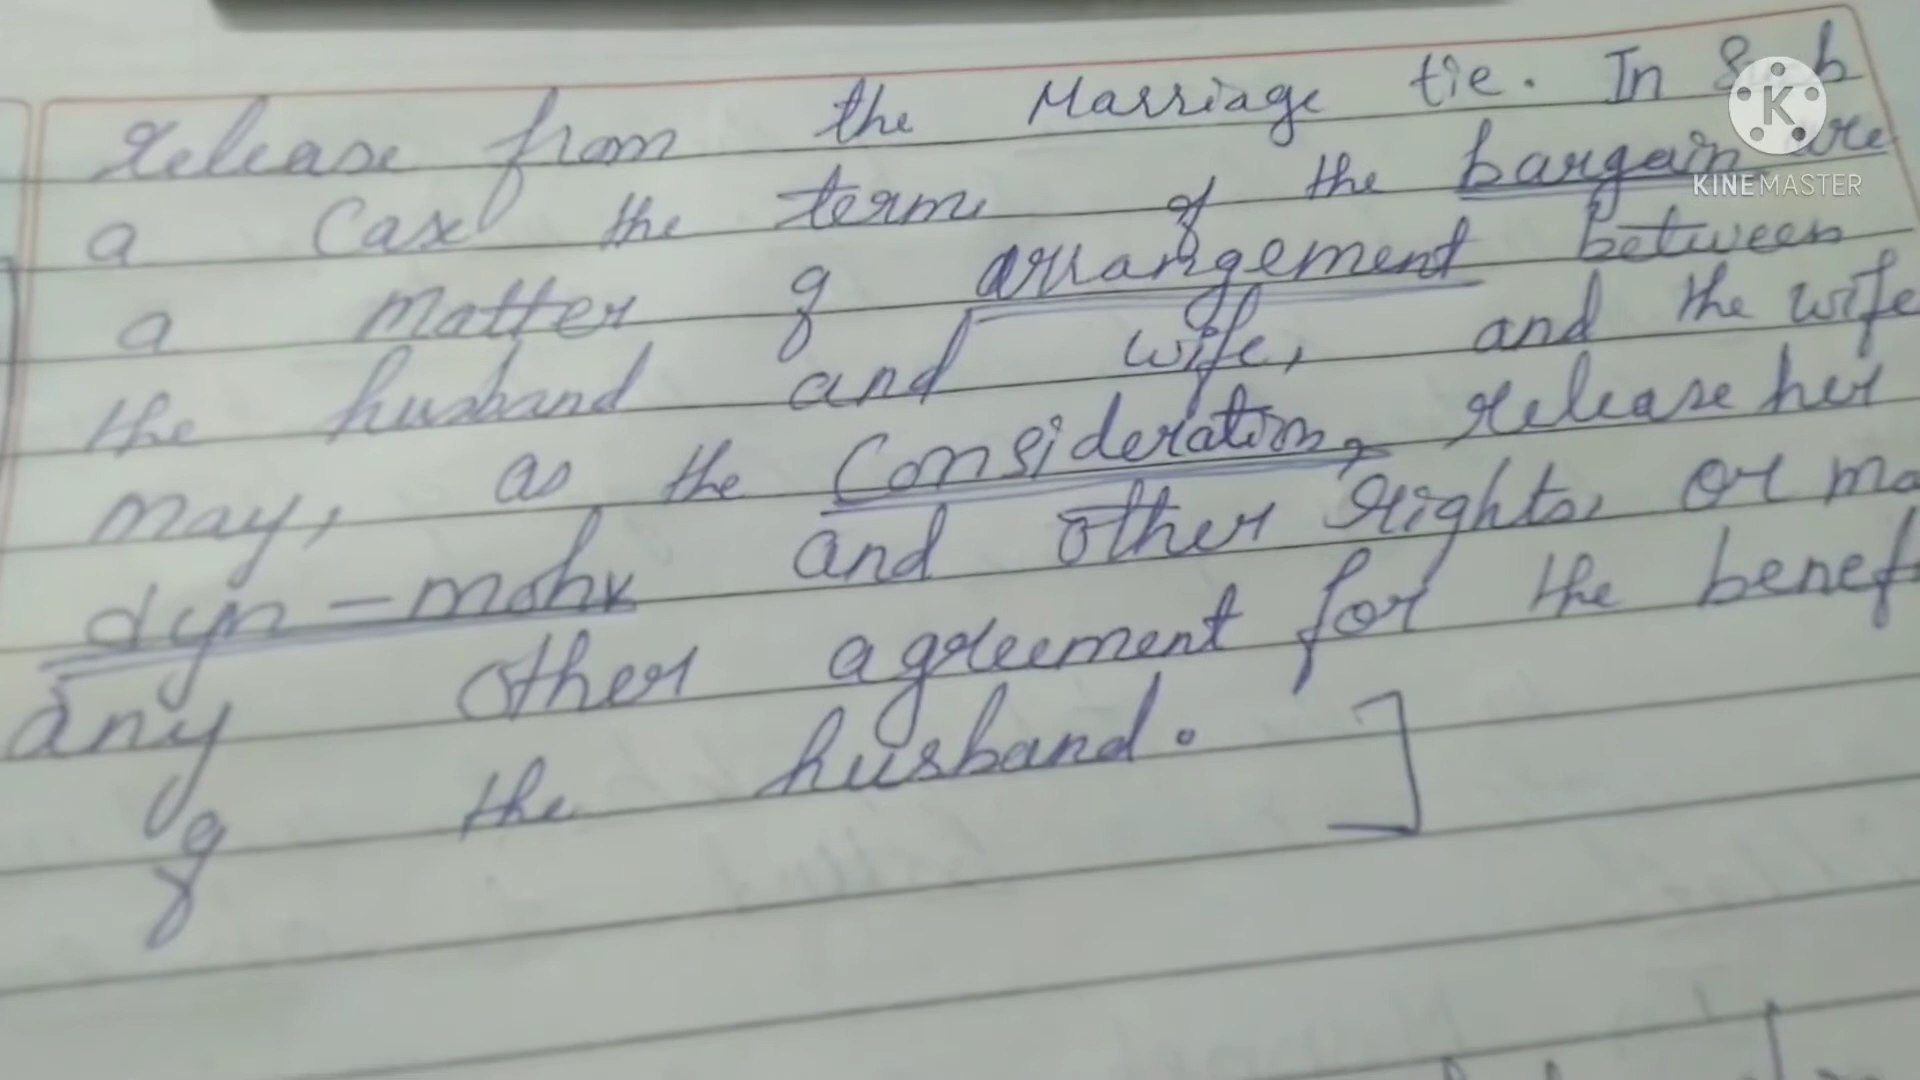 release from the Marriage tie. In Such
a Case the terms of the bargain are
a matter of arrangement between
the husband and wife, and the wife
may, as the Consideration, release her
dyn-mohr and other rights, or ma
any other agreement for the benef
of the husband.]
K
KINEMASTER